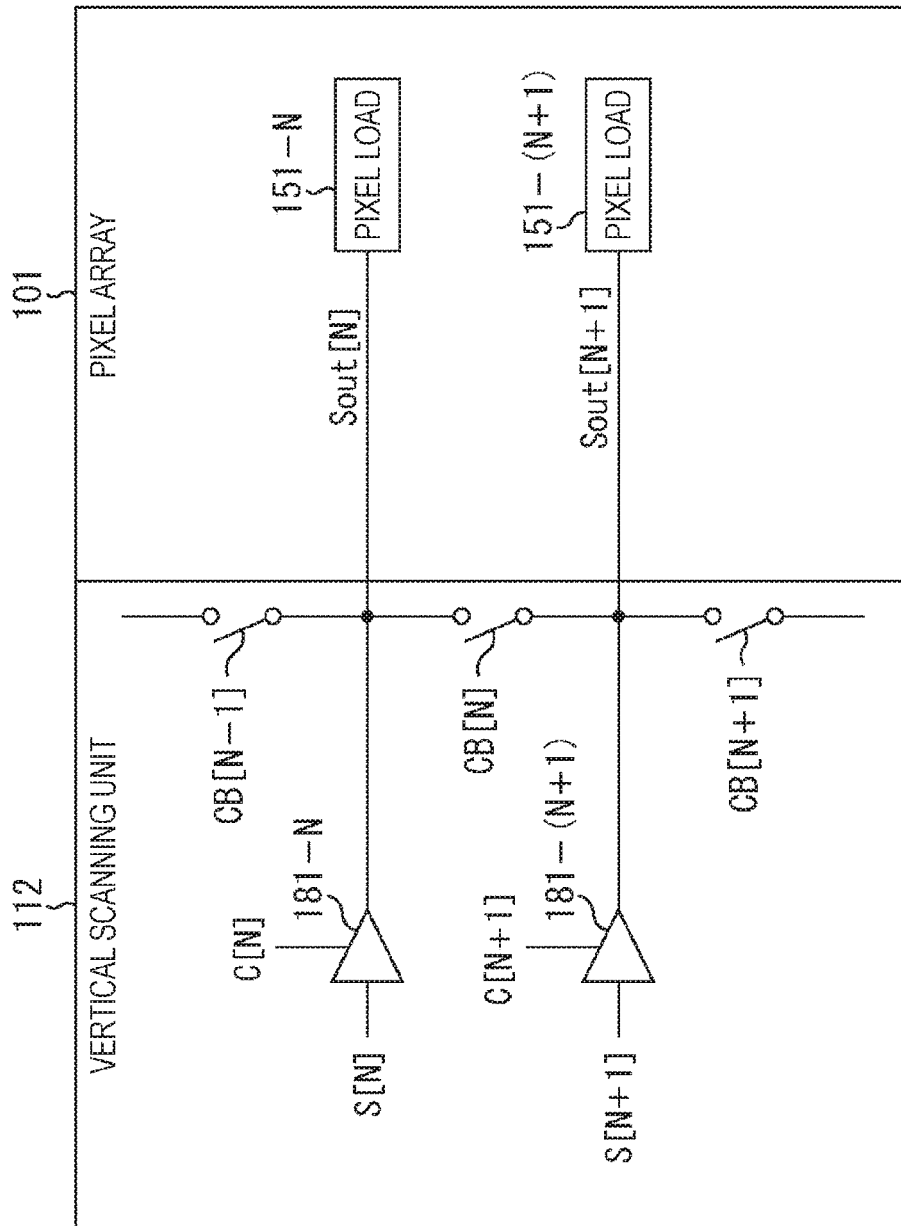 112
VERTICAL SCANNING UNIT
101
PIXEL ARRAY
CB[N-1]
C[N]
181-N
S[N]
Sout[N]
151-N
PIXEL LOAD
CB[N]
C[N+1]
181-(N+1)
S[N+1]
Sout[N+1]
151-(N+1)
PIXEL LOAD
CB[N+1]